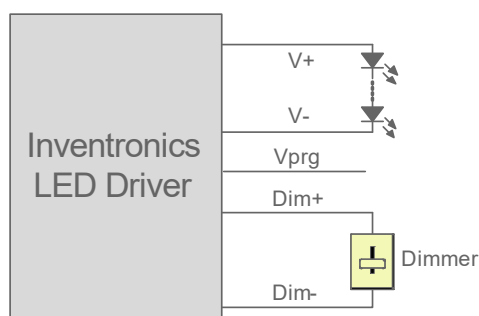 Inventronics
LED Driver
V+
V-
Vprg
Dim+
Dimmer
Dim-